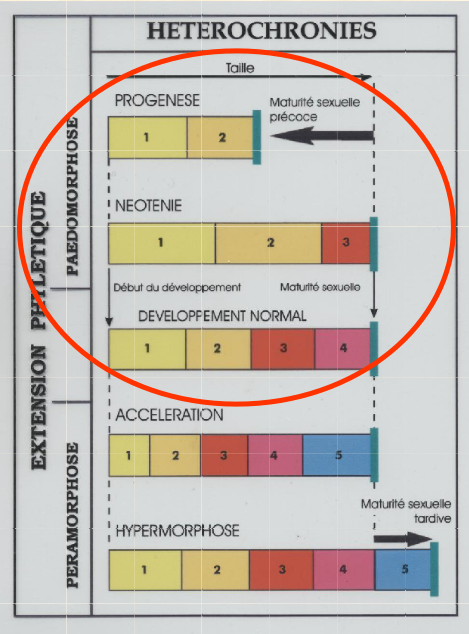 HETEROCHRONIES
Taille
PROGENESE
Maturité sexuelle
précoce
1 2
NEOTENIE
1 2 3
Début du développement Maturité sexuelle
DEVELOPPEMENT NORMAL
1 2 3 4
ACCELERATION
1 2 3 4 5
Maturité sexuelle
tardive
HYPERMORPHOSE
1 2 3 4 5
EXTENSION PHYLETIQUE
PAEDOMORPHOSE
PERAMORPHOSE